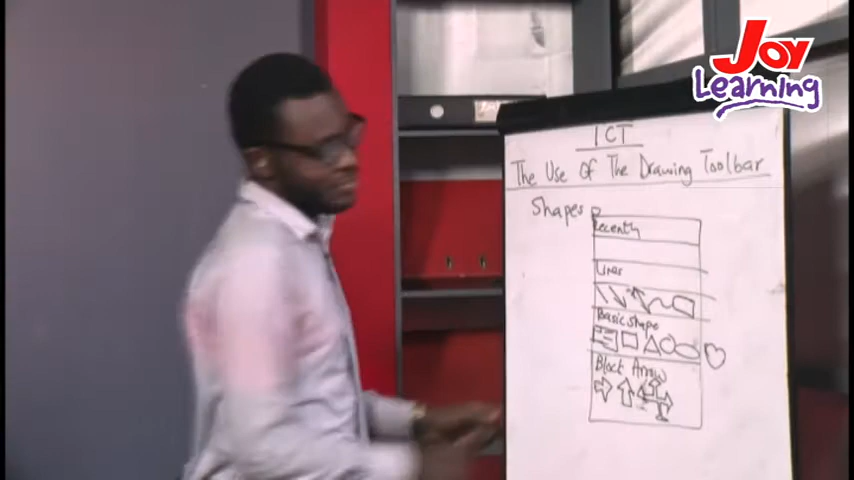 JOY
Learning
ICT
The Use Of The Drawing Toolbar
Shapes
Recently
Lines
Basic shape
Block Arrow